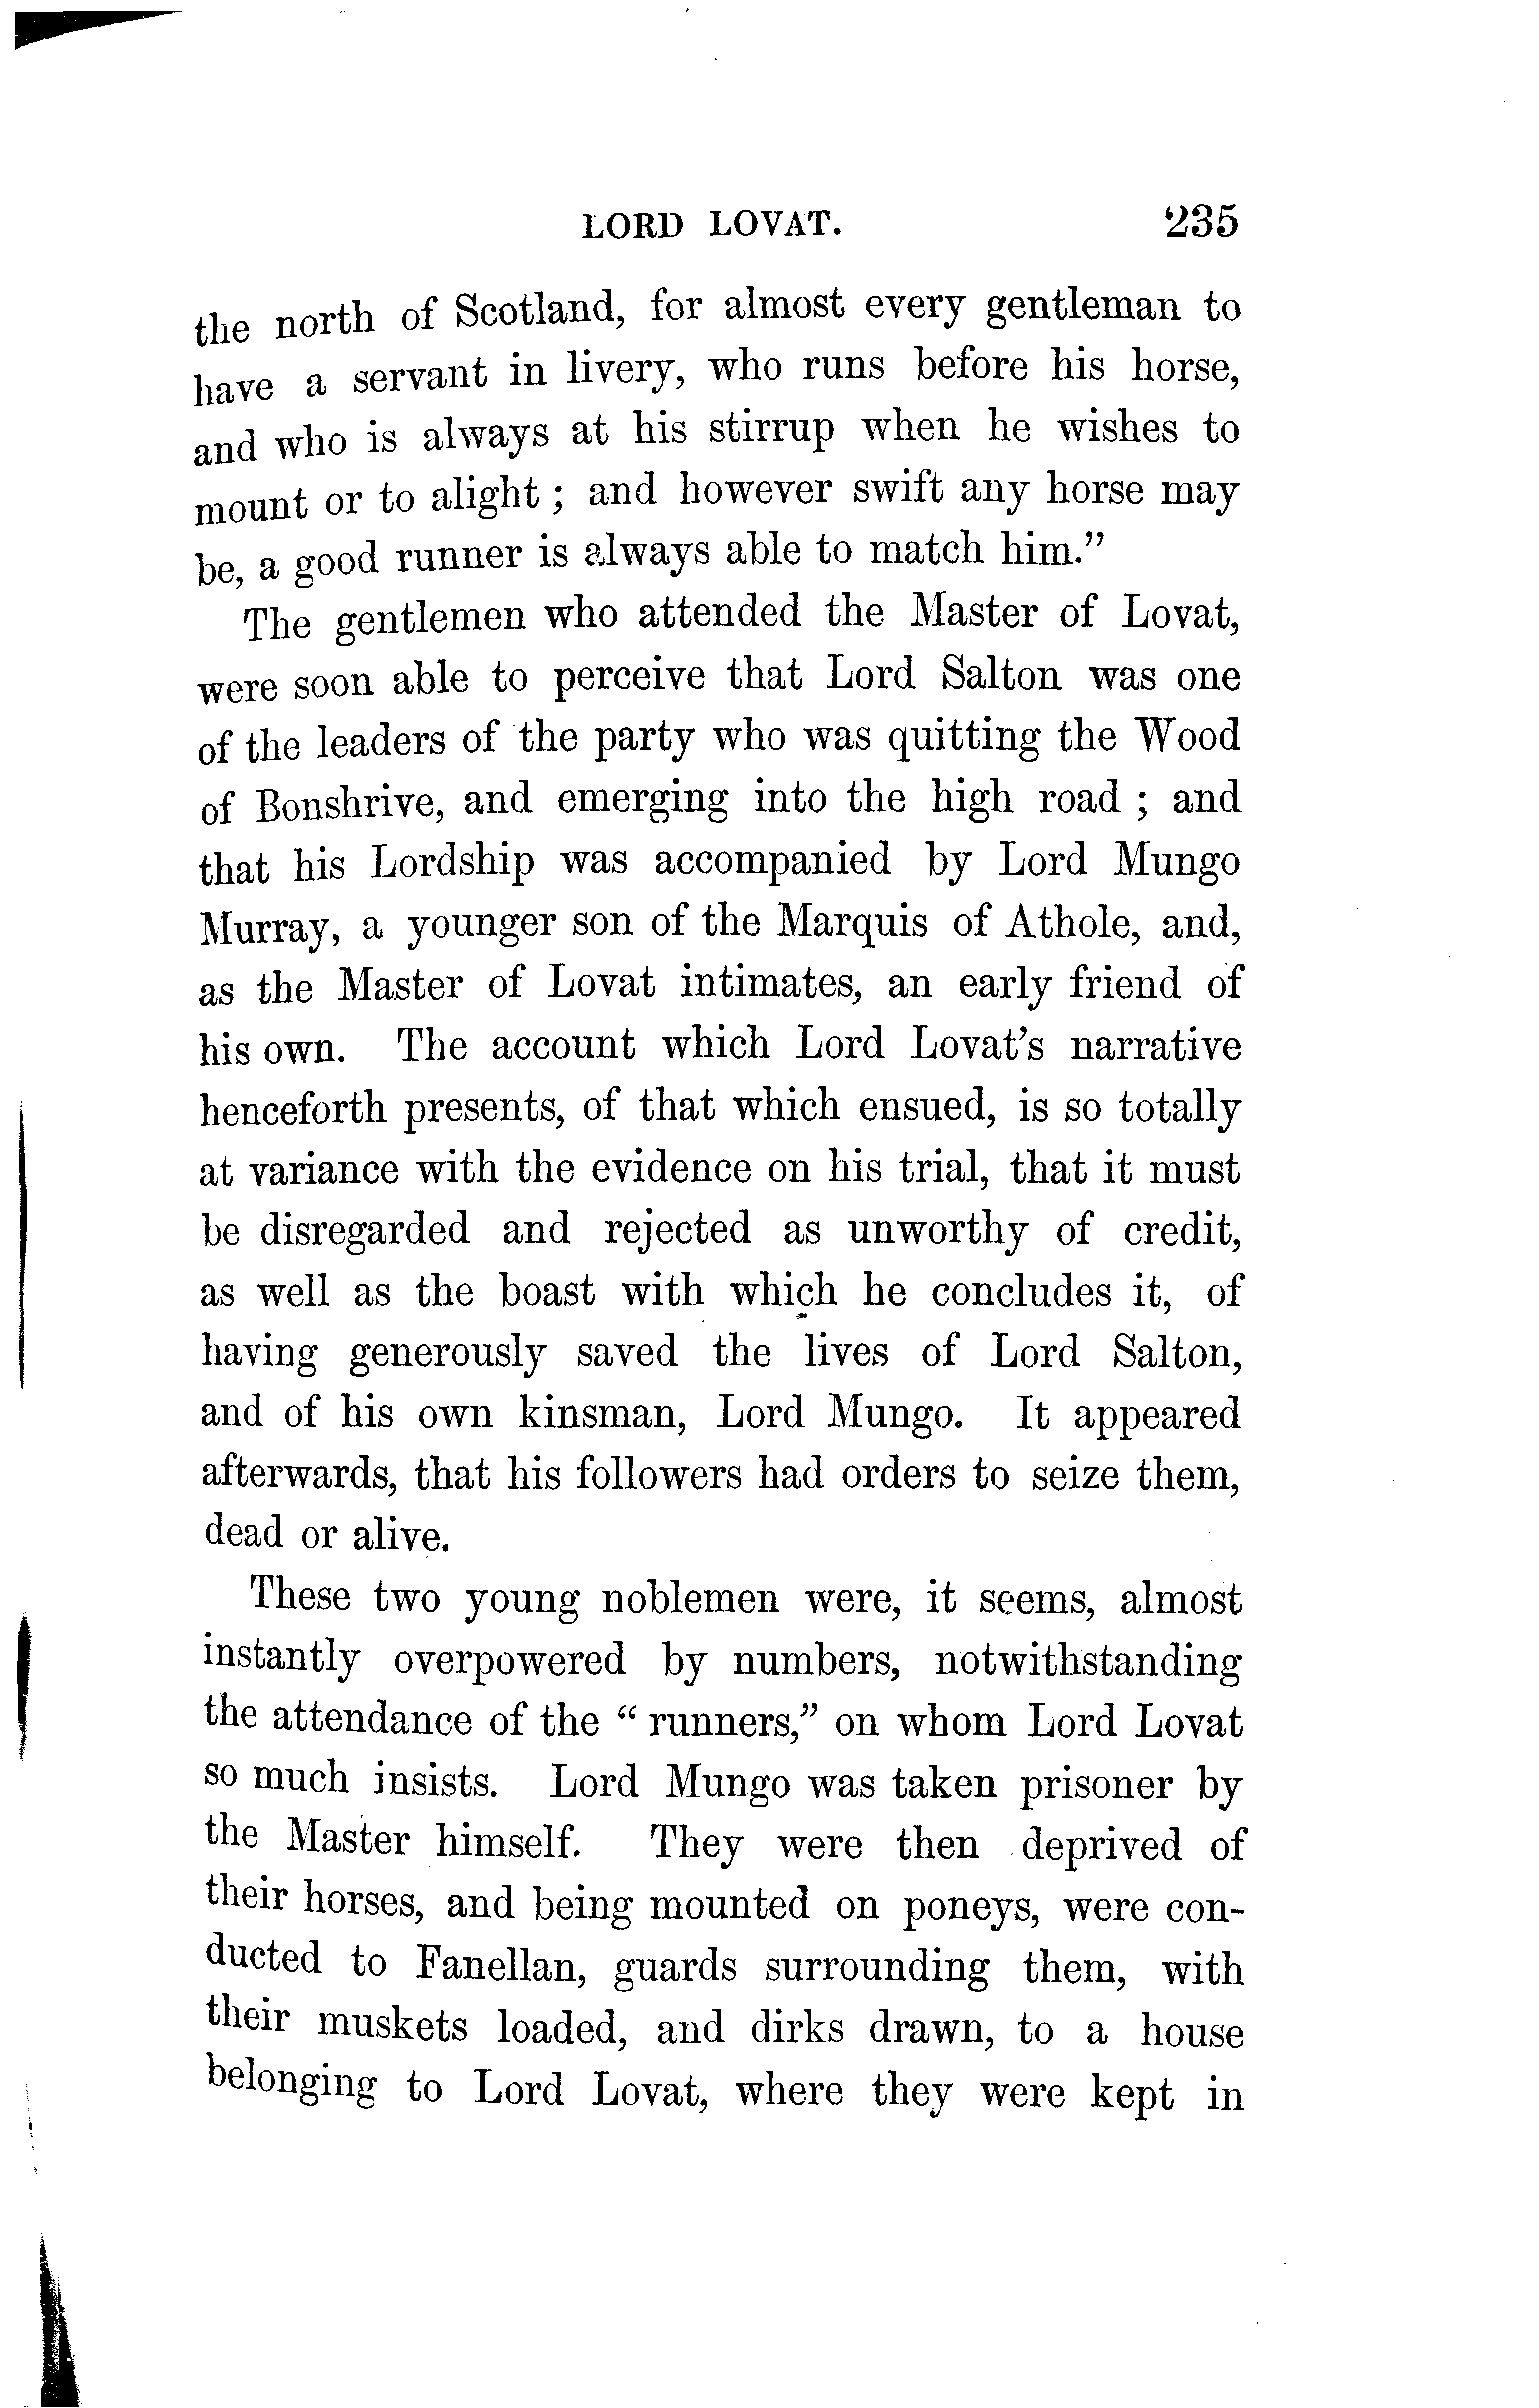 LORD LOVAT. 235
the north of Scotland, for almost every gentleman to
have a servant in livery, who runs before his horse,
and who is always at his stirrup when he wishes to
mount or to alight ; and however swift any horse may
be, a good runner is always able to match him.”
The gentlemen who attended the Master of Lovat,
were soon able to perceive that Lord Salton was one
of the leaders of the party who was quitting the Wood
of Bonshrive, and emerging into the high road ; and
that his Lordship was accompanied by Lord Mungo
Murray, a younger son of the Marquis of Athole, and,
as the Master of Lovat intimates, an early friend of
his own. The account which Lord Lovat’s narrative
henceforth presents, of that which ensued, is so totally
at variance with the evidence on his trial, that it must
be disregarded and rejected as unworthy of credit,
as well as the boast with which he concludes it, of
having generously saved the lives of Lord Salton,
and of his own kinsman, Lord Mungo. It appeared
afterwards, that his followers had orders to seize them,
dead or alive.
These two young noblemen were, it seems, almost
instantly overpowered by numbers, notwithstanding
the attendance of the “ runners,” on whom Lord Lovat
so much insists. Lord Mungo was taken prisoner by
the Master himself. They were then deprived of
their horses, and being mounted on poneys, were con-
ducted to Fanellan, guards surrounding them, with
their muskets loaded, and dirks drawn, to a house
belonging to Lord Lovat, where they were kept in